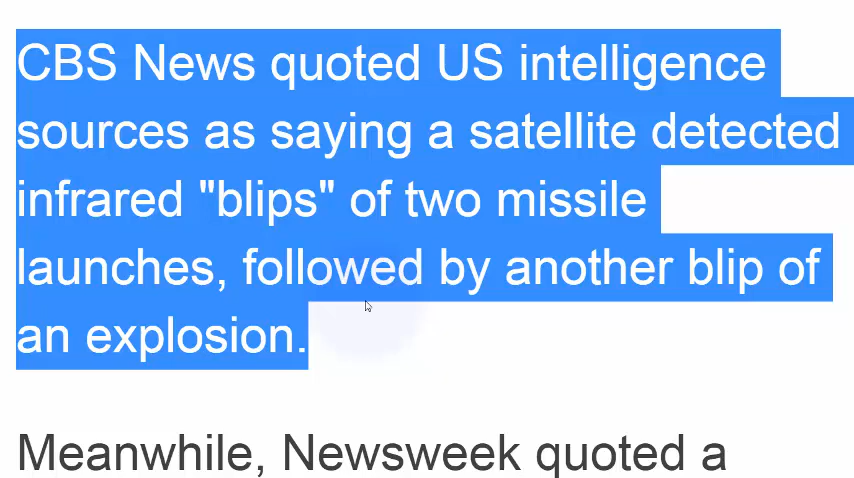 CBS News quoted US intelligence
sources as saying a satellite detected
infrared "blips" of two missile
launches, followed by another blip of
an explosion.
Meanwhile, Newsweek quoted a